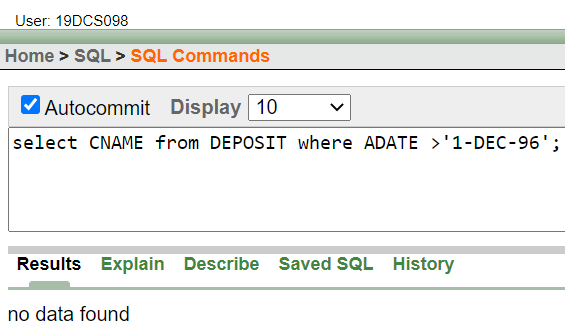 User: 19DCS098
Home > SQL > SQL Commands
Autocommit Display 10
select CNAME from DEPOSIT where ADATE >'1-DEC-96';
Results Explain Describe Saved SQL History
no data found